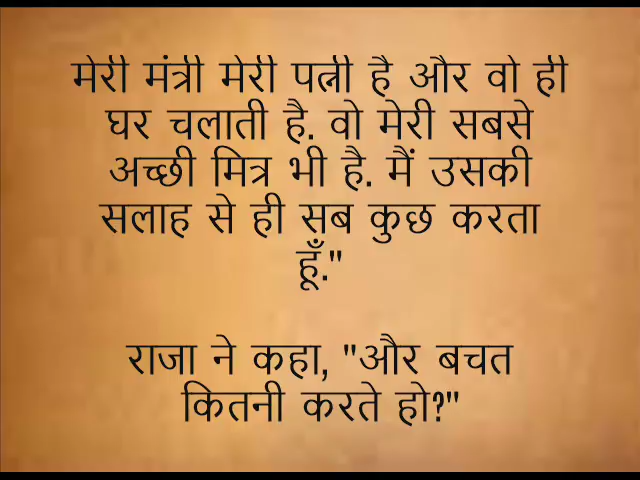 मेरी मंत्री मेरी पत्नी है और वो ही
घर चलाती है. वो मेरी सबसे
अच्छी मित्र भी है. मैं उसकी
सलाह से ही सब कुछ करता
हूँ."
राजा ने कहा, "और बचत
कितनी करते हो?"